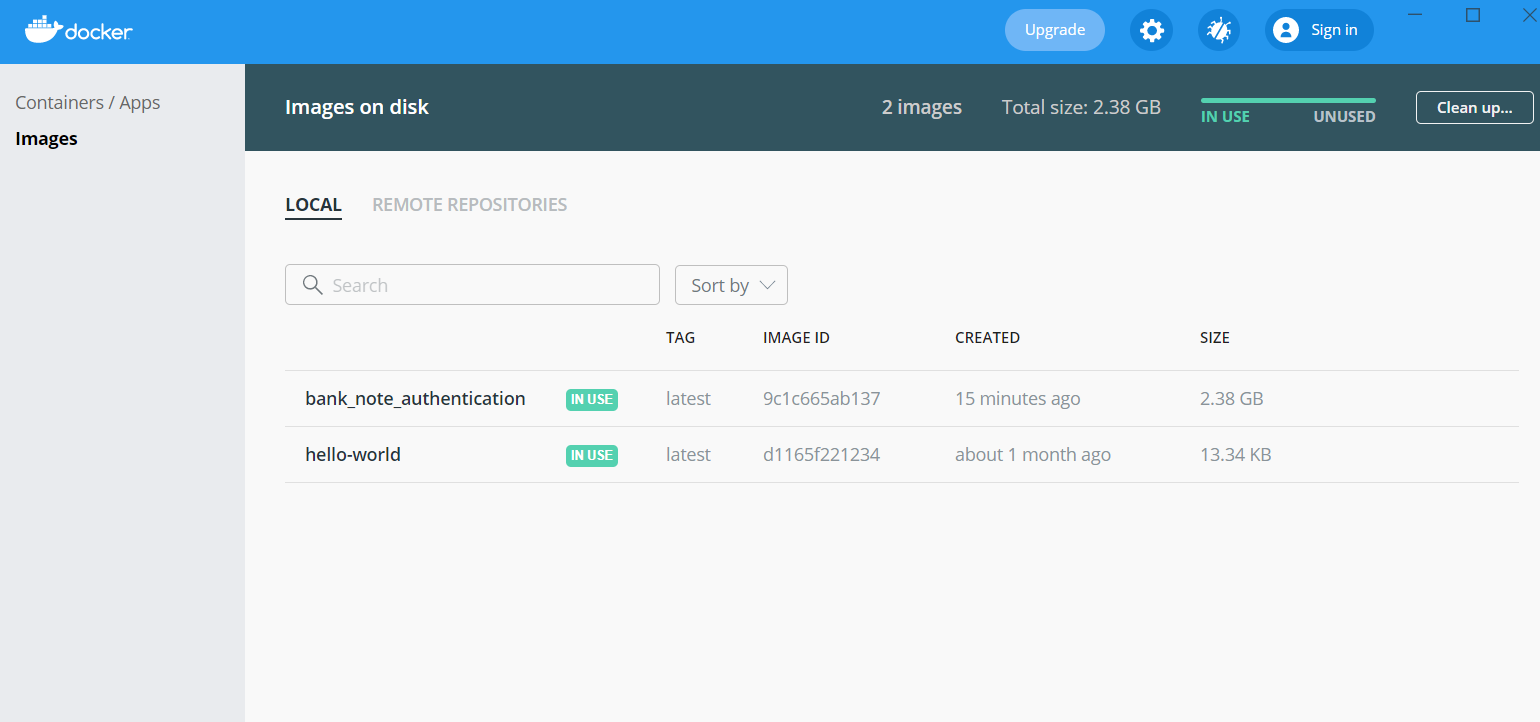 docker
Upgrade
Sign in
Containers / Apps
Images
Images on disk
2 images
Total size: 2.38 GB
IN USE
UNUSED
Clean up...
LOCAL
REMOTE REPOSITORIES
Search
Sort by
TAG IMAGE ID CREATED SIZE
bank_note_authentication IN USE latest 9c1c665ab137 15 minutes ago 2.38 GB
hello-world IN USE latest d1165f221234 about 1 month ago 13.34 KB